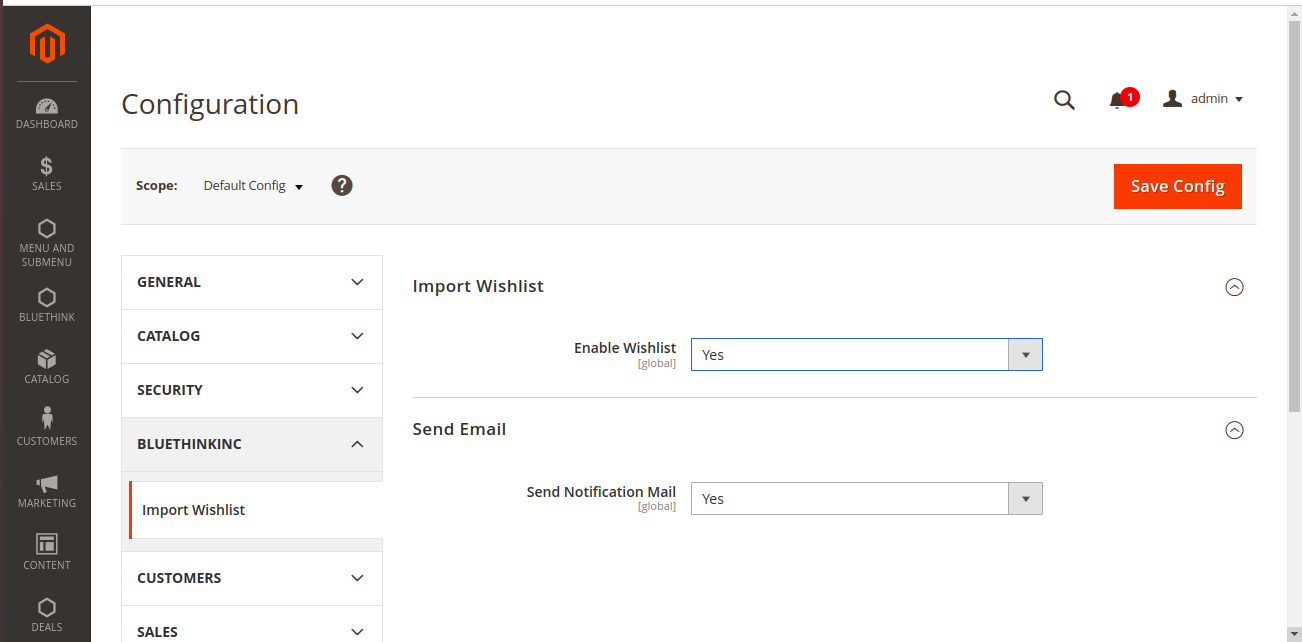 DASHBOARD
SALES
MENU AND
SUBMENU
BLUETHINK
CATALOG
CUSTOMERS
MARKETING
CONTENT
DEALS
Configuration
1
admin
Scope: Default Config ?
Save Config
GENERAL
CATALOG
SECURITY
BLUETHINKINC
Import Wishlist
CUSTOMERS
SALES
Import Wishlist
Enable Wishlist
[global]
Yes
Send Email
Send Notification Mail
[global]
Yes